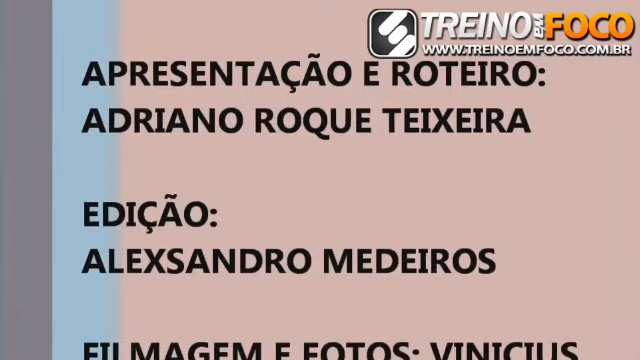 TREINO EM FOCO
WWW.TREINOEMFOCO.COM.BR
APRESENTAÇÃO E ROTEIRO:
ADRIANO ROQUE TEIXEIRA
EDIÇÃO:
ALEXSANDRO MEDEIROS
FILMAGEM E FOTOS: VINICIUS